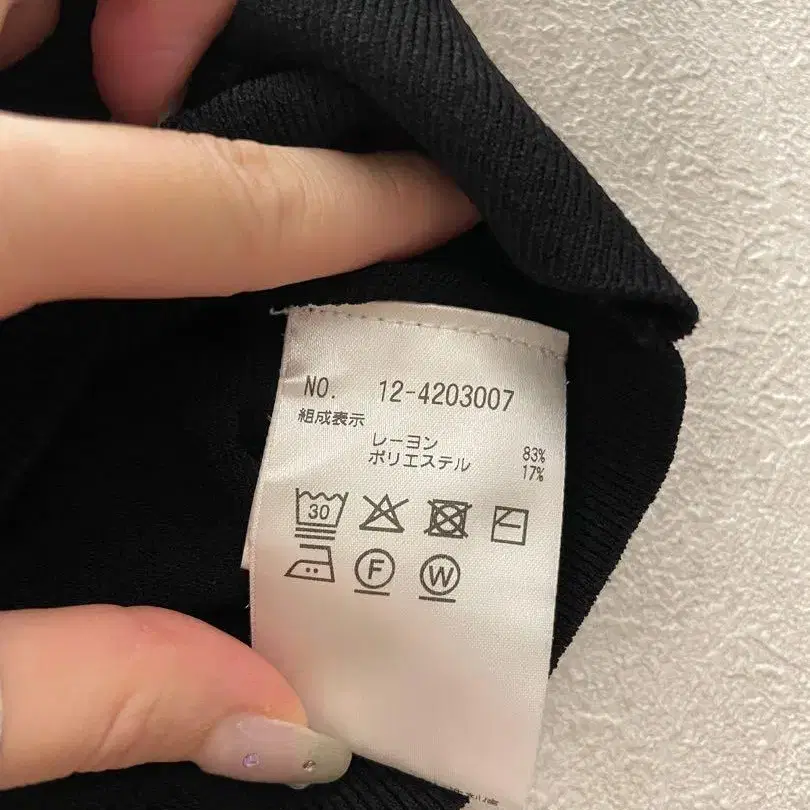 NO. 12-4203007
組成表示
レーヨン 83%
ポリエステル 17%
30
F W